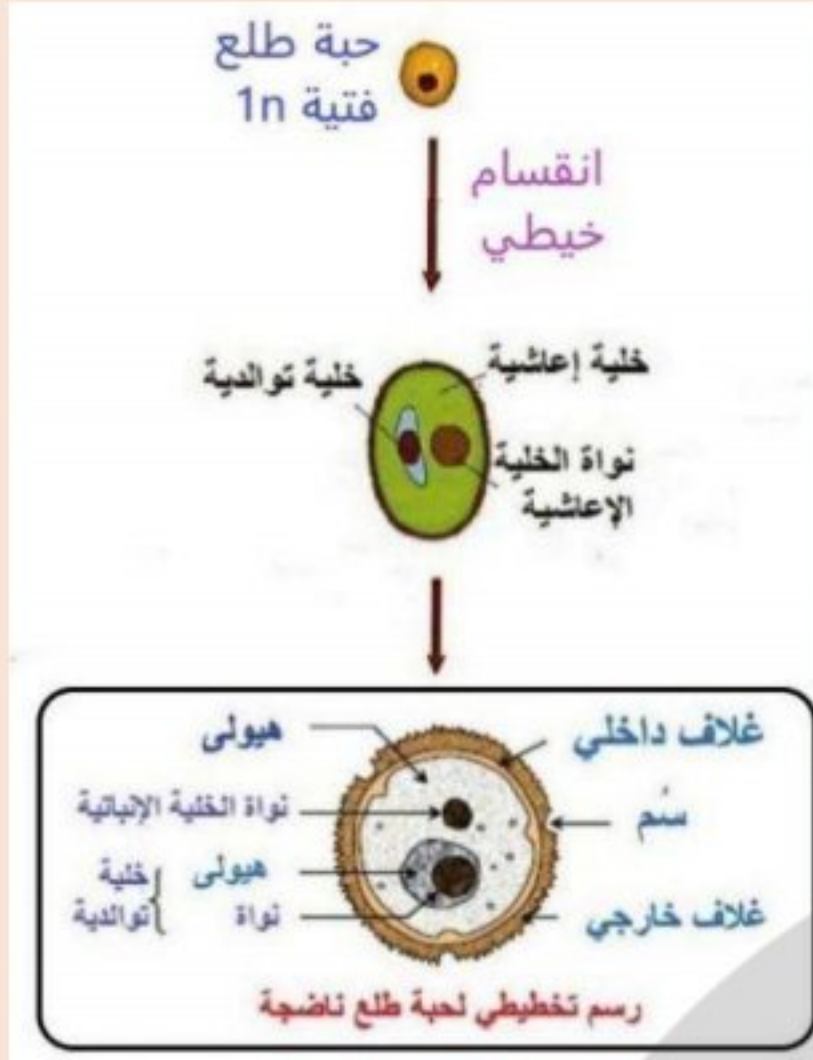 حبة طلع
فتية 1n
انقسام
خيطي
خلية إعاشية
خلية توالدية
نواة الخلية
الإعاشية
غلاف داخلي
هيولى
سُم
نواة الخلية الإنباتية
هيولى
خلية
توالدية
نواة
غلاف خارجي
رسم تخطيطي لحبة طلع ناضجة